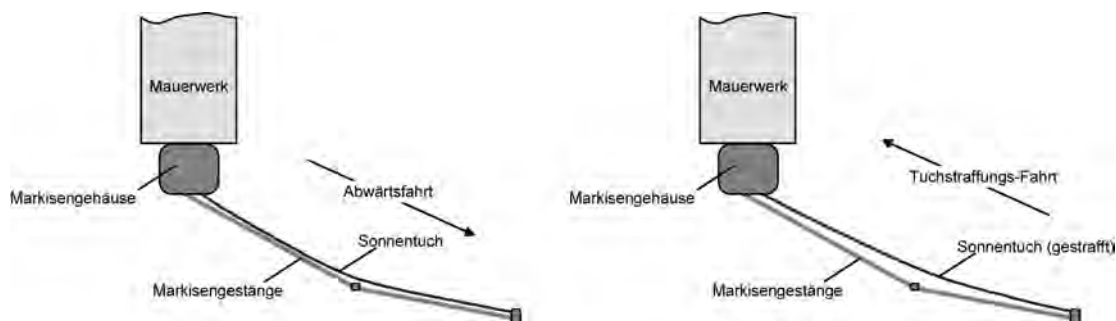 Mauerwerk
Markisengehäuse
Abwärtsfahrt
Sonnentuch
Markisengestänge
Mauerwerk
Markisengehäuse
Tuchstraffungs-Fahrt
Sonnentuch (gestrafft)
Markisengestänge